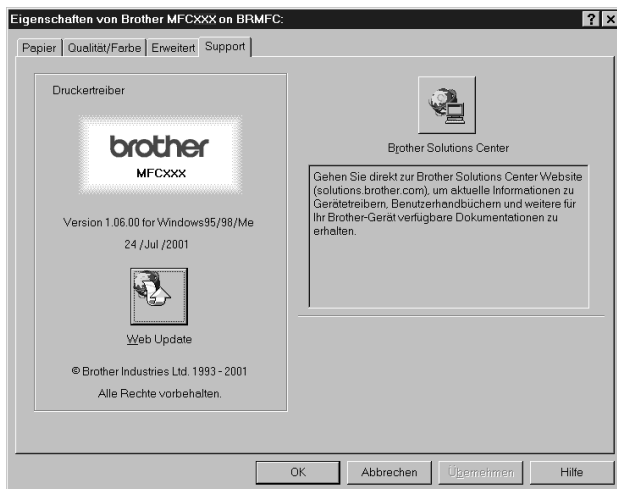 Eigenschaften von Brother MFCXXX on BRMFC:
Papier
Qualität/Farbe
Erweitert
Support
Druckertreiber
brother
MFCXXX
Version 1.06.00 for Windows95/98/Me
24 /Jul /2001
Web Update
© Brother Industries Ltd. 1993 - 2001
Alle Rechte vorbehalten.
Brother Solutions Center
Gehen Sie direkt zur Brother Solutions Center Website
(solutions.brother.com), um aktuelle Informationen zu
Gerätetreibern, Benutzerhandbüchern und weitere für
Ihr Brother-Gerät verfügbare Dokumentationen zu
erhalten.
OK
Abbrechen
Übernehmen
Hilfe